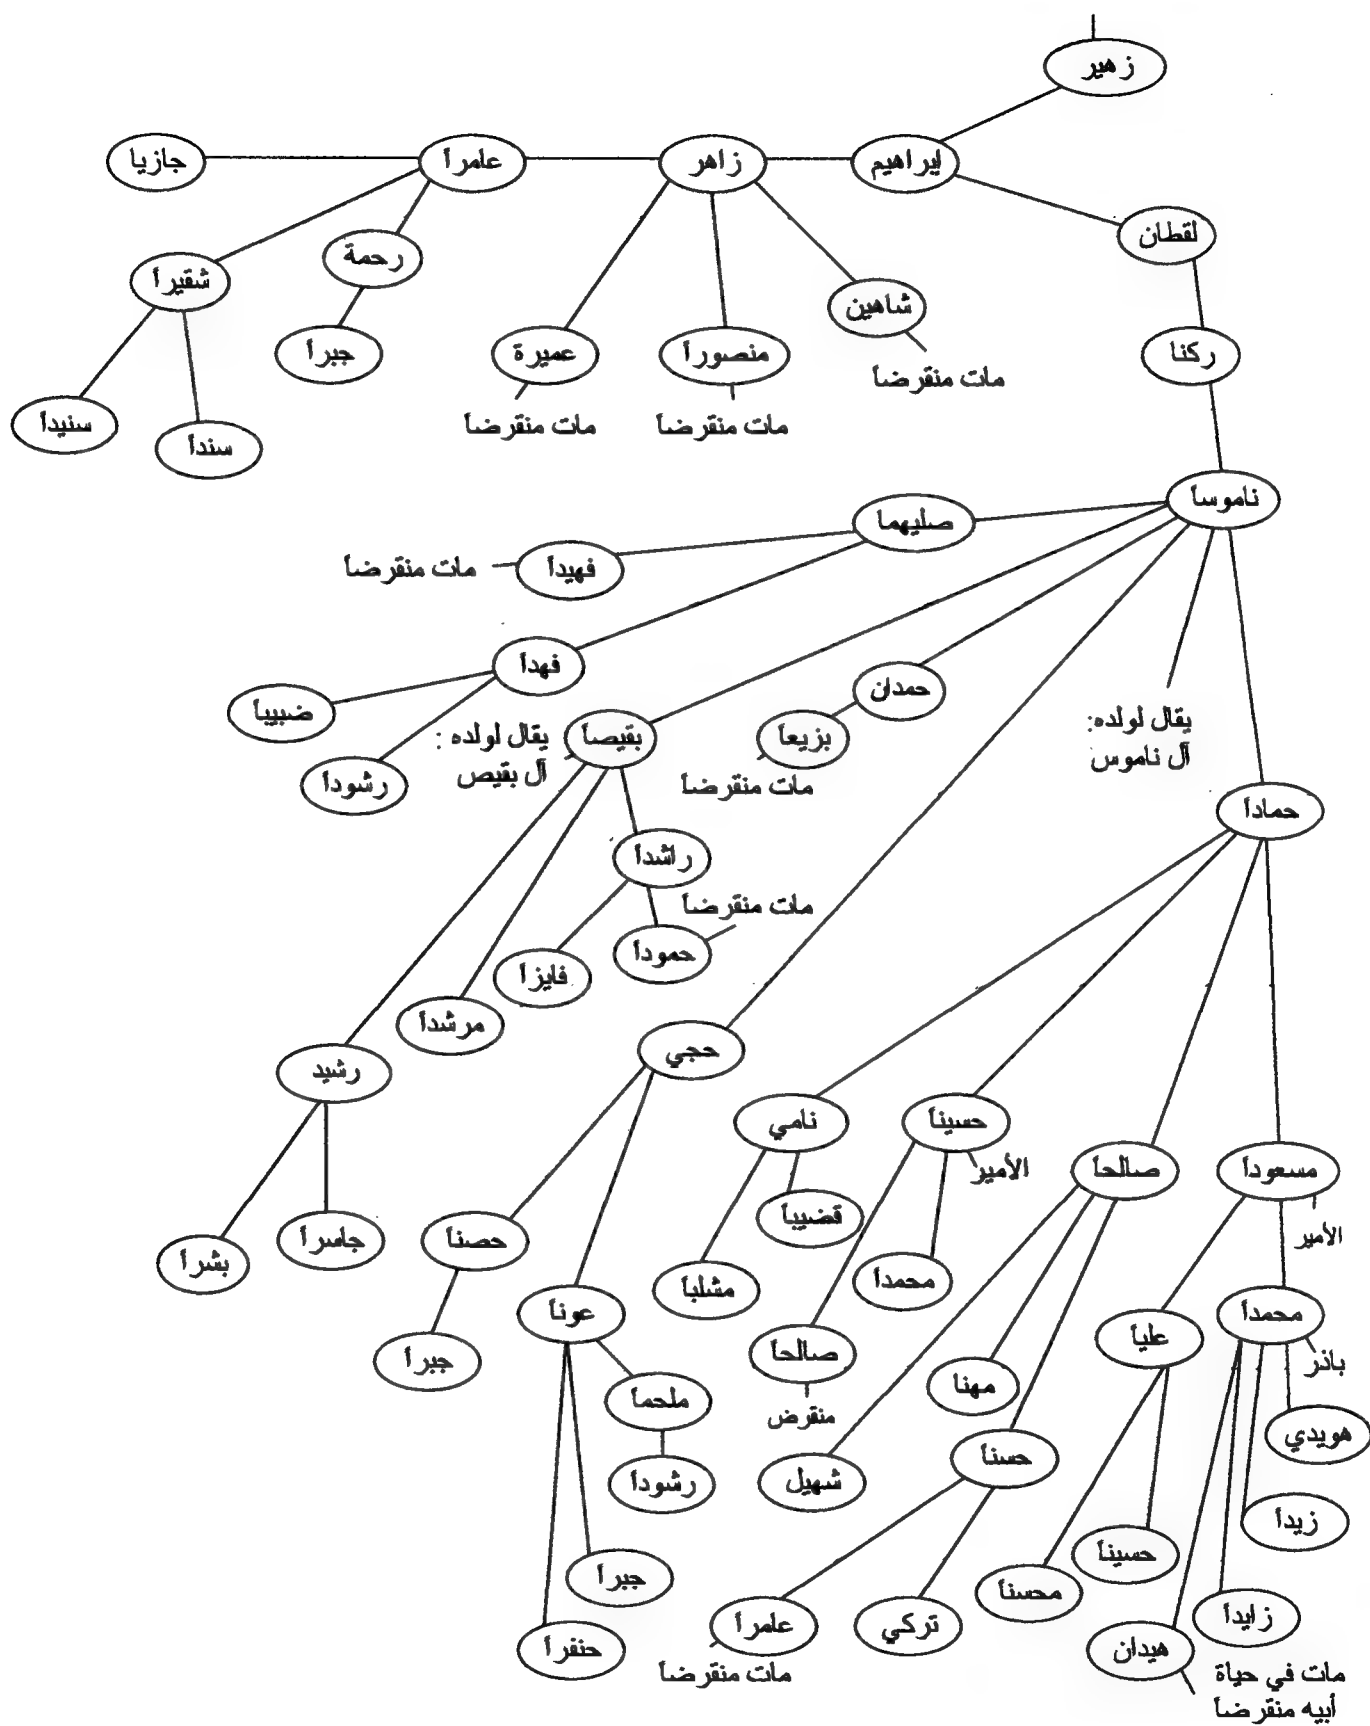 زهير
إيراهيم
زاهر
عامراً
جازيا
لقطان
رحمة
شقيراً
شاهين
منصوراً
عميرة
جبراً
ركنا
مات منقرضاً
مات منقرضاً
مات منقرضاً
سنيداً
سنداً
ناموساً
صليهما
فهيداً
مات منقرضاً
فهداً
ضبيباً
رشوداً
حمدان
بزيعاً
مات منقرضاً
بقيصاً
يقال لولده :
آل بقيص
يقال لولده:
آل ناموس
حماداً
راشداً
مات منقرضاً
حموداً
فايزاً
مرشداً
رشيد
حجي
نامي
حسيناً
الأمير
صالحاً
مسعوداً
الأمير
قضيباً
جاسراً
بشراً
حصناً
مشلباً
محمداً
عوناً
جبراً
صالحاً
منقرض
علياً
محمداً
باذر
مهنا
ملحماً
هويدي
حسناً
شهيل
رشوداً
زيداً
حسيناً
محسناً
جبراً
زايداً
تركي
عامراً
مات منقرضاً
حنفراً
هيدان
مات في حياة
أبيه منقرضاً